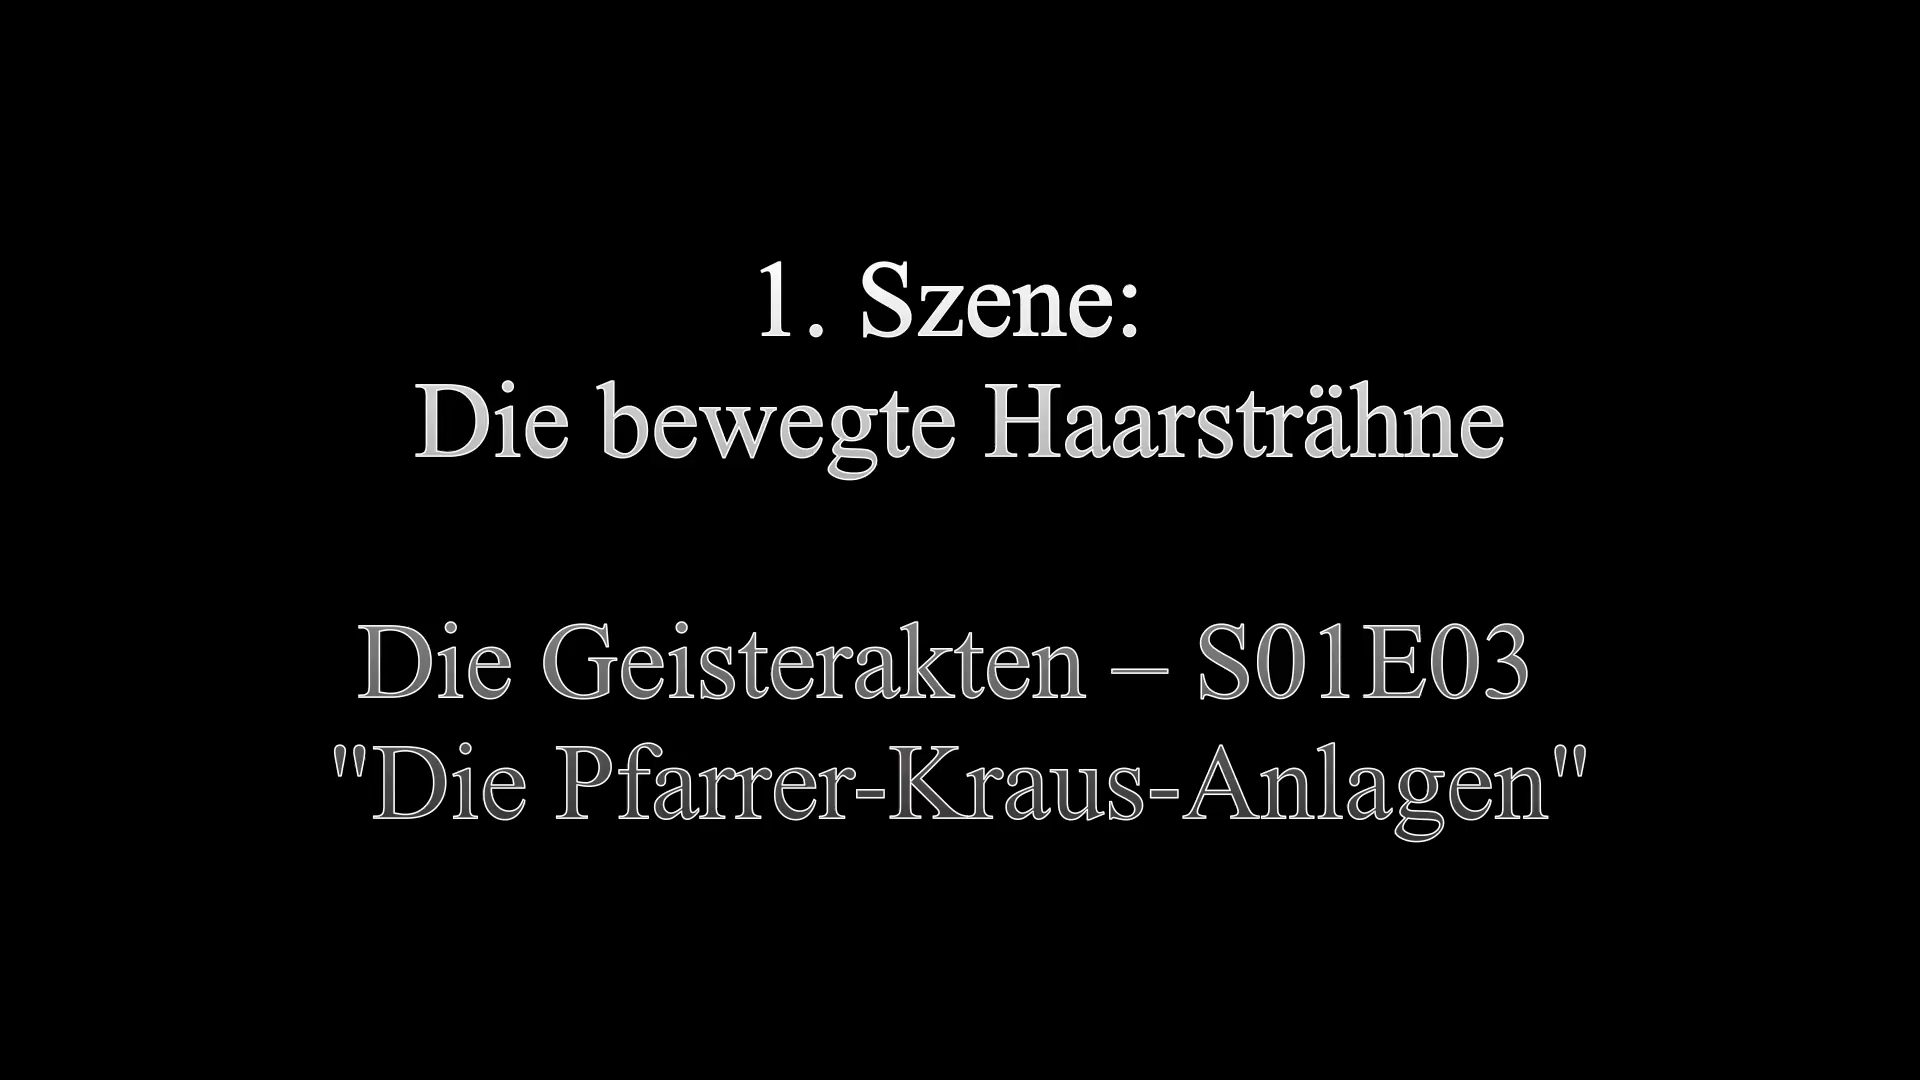 1. Szene:
Die bewegte Haarsträhne
Die Geisterakten – S01E03
"Die Pfarrer-Kraus-Anlagen"